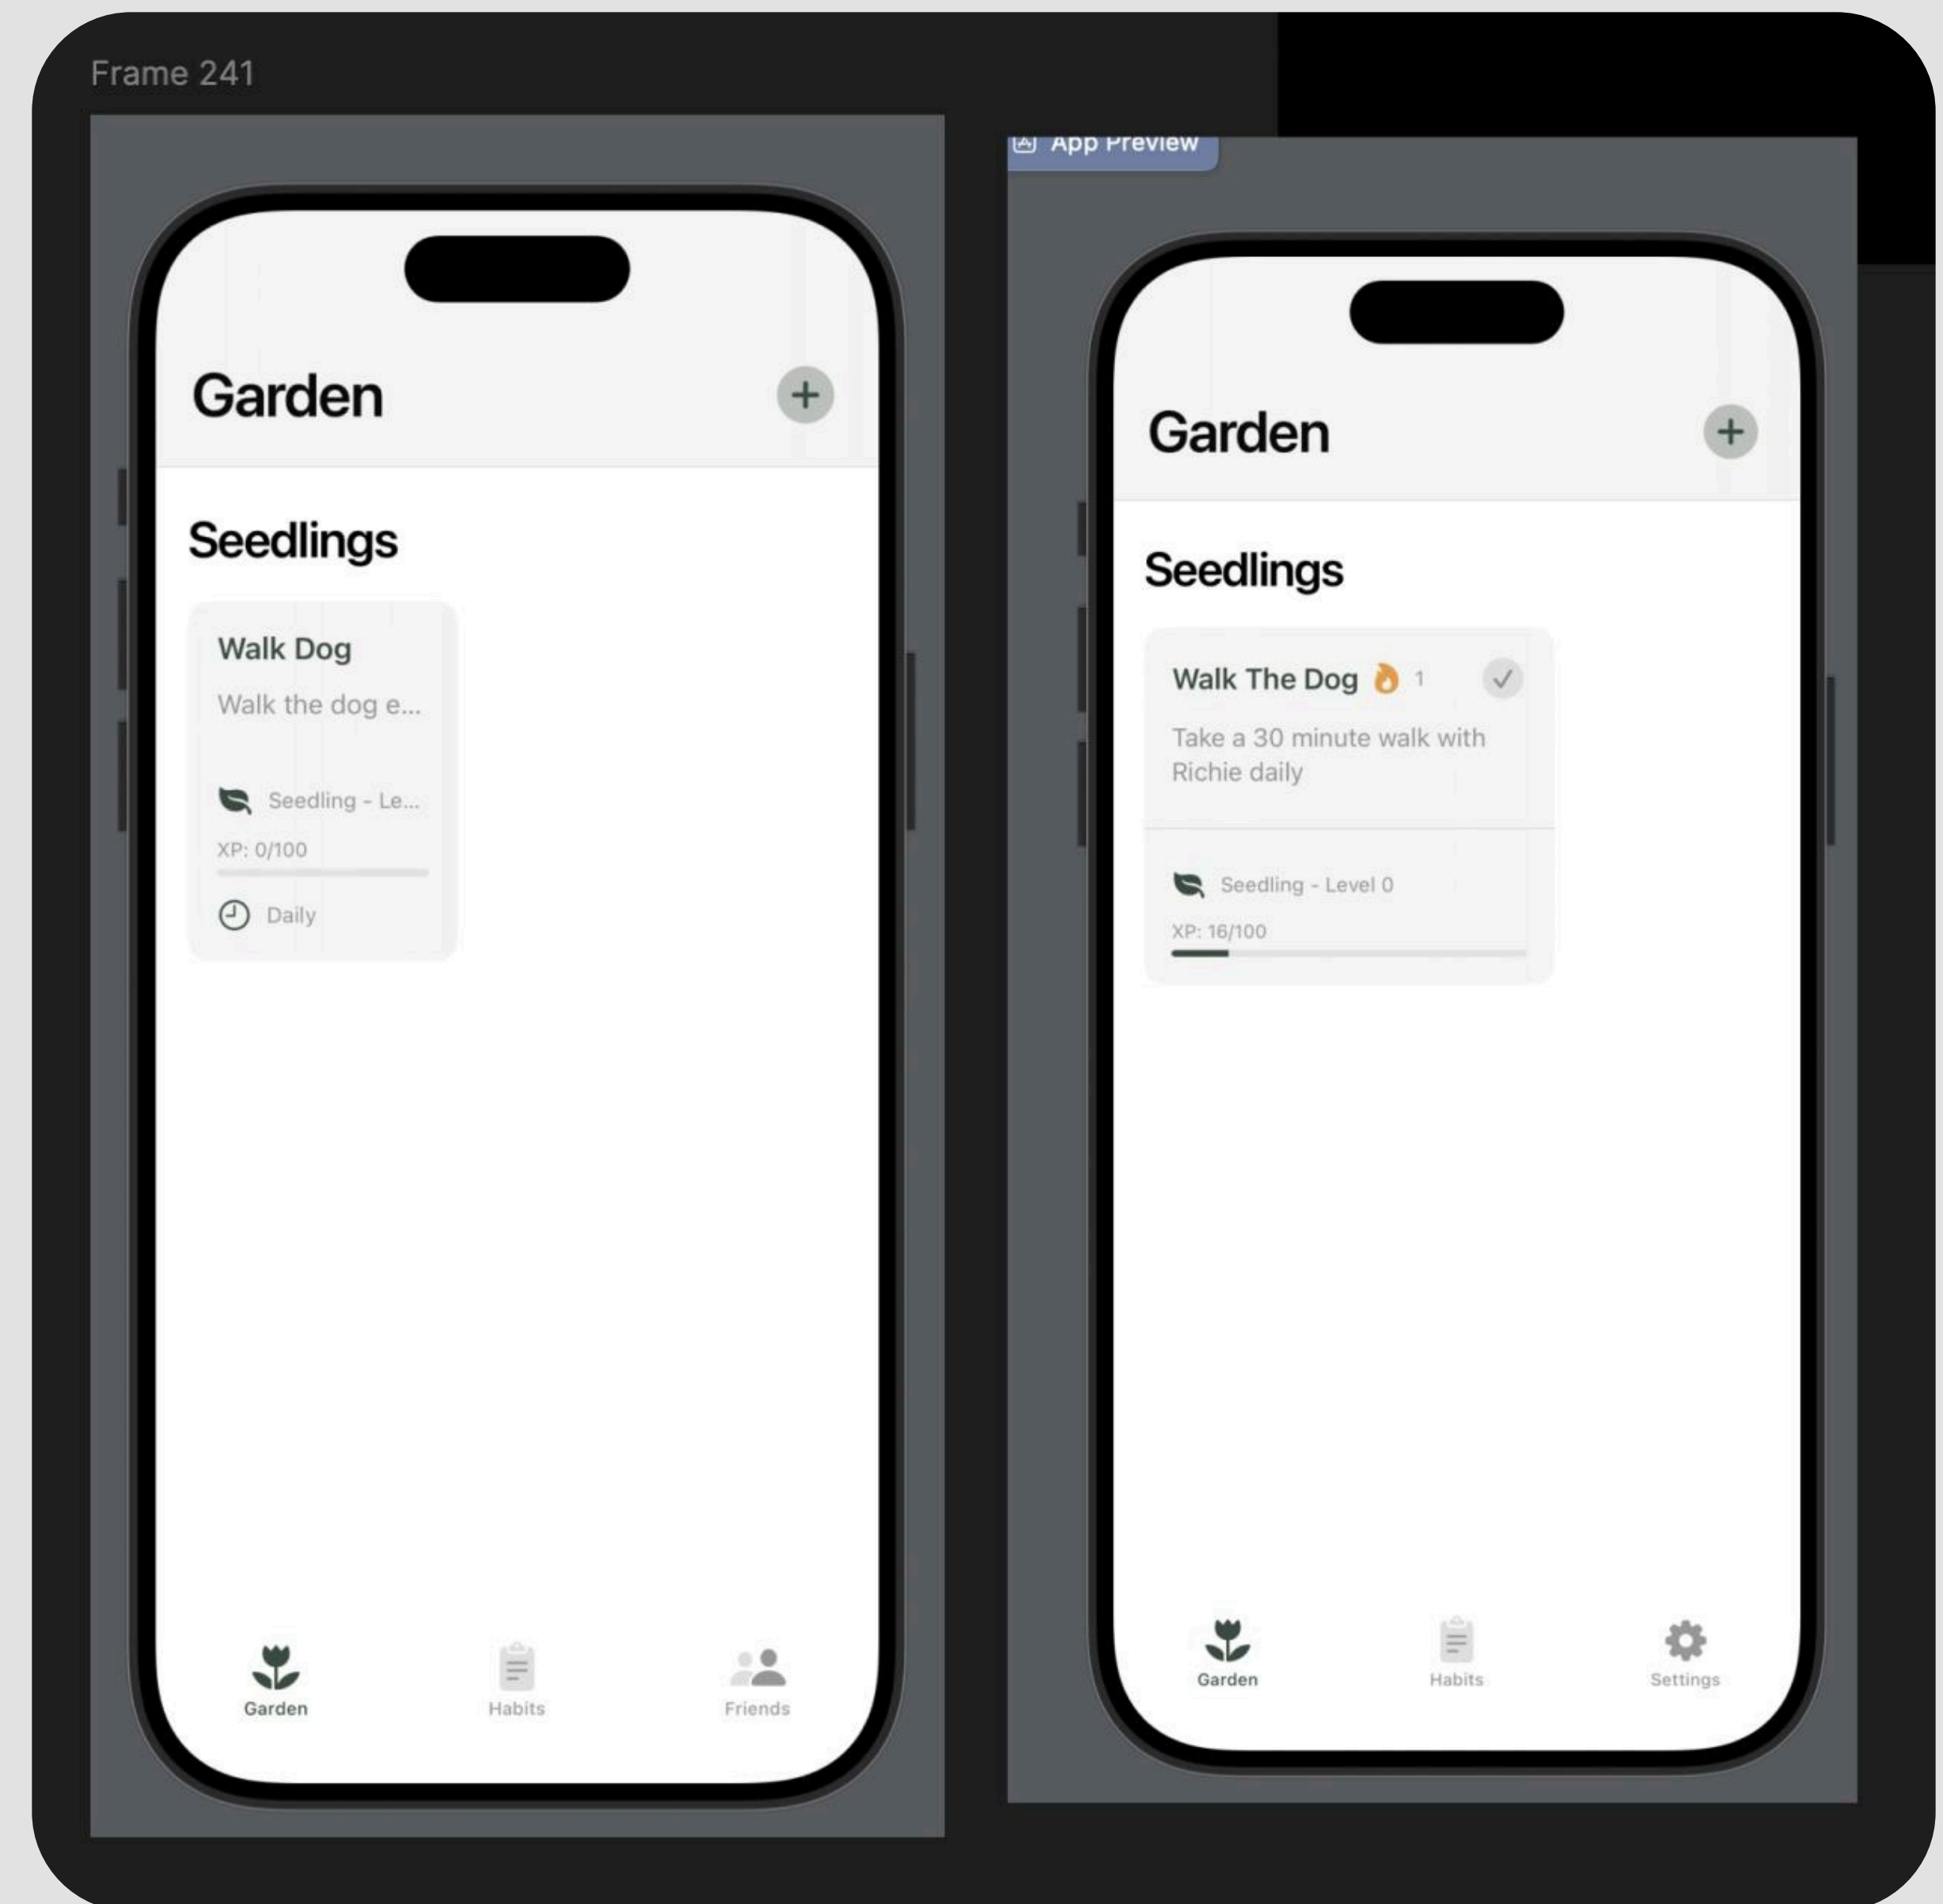 Frame 241
Garden
Seedlings
Walk Dog
Walk the dog e...
Seedling - Le...
XP: 0/100
Daily
Garden
Habits
Friends
App Preview
Garden
Seedlings
Walk The Dog 1
Take a 30 minute walk with
Richie daily
Seedling - Level 0
XP: 16/100
Garden
Habits
Settings